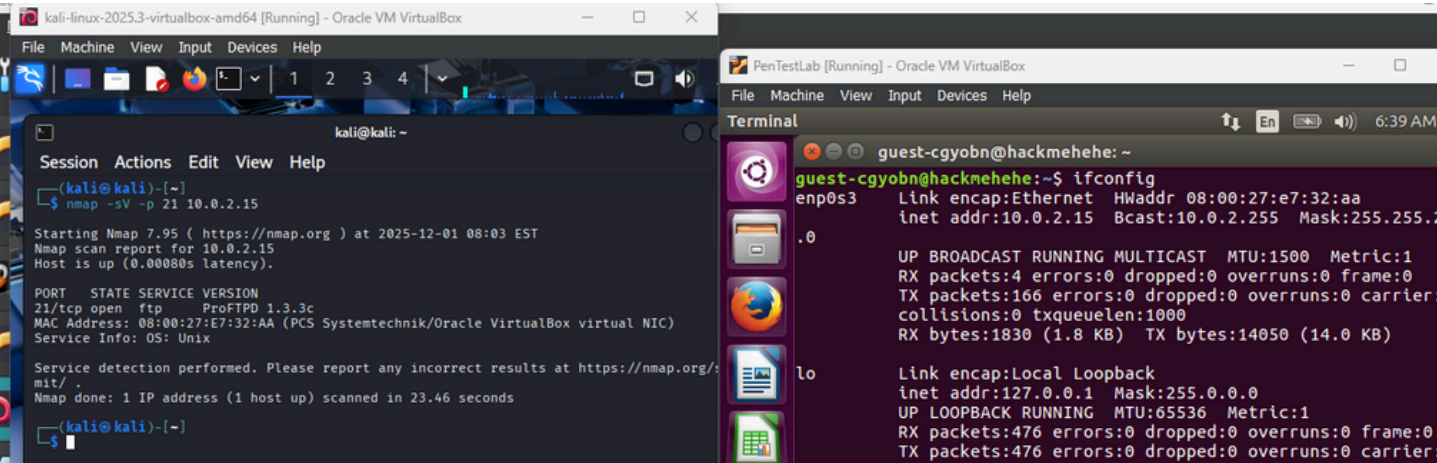 kali-linux-2025.3-virtualbox-amd64 [Running] - Oracle VM VirtualBox
File Machine View Input Devices Help
1 2 3 4
kali@kali: ~
Session Actions Edit View Help
┌──(kali㉿kali)-[~]
└─$ nmap -sV -p 21 10.0.2.15
Starting Nmap 7.95 ( https://nmap.org ) at 2025-12-01 08:03 EST
Nmap scan report for 10.0.2.15
Host is up (0.00080s latency).
PORT STATE SERVICE VERSION
21/tcp open ftp ProFTPD 1.3.3c
MAC Address: 08:00:27:E7:32:AA (PCS Systemtechnik/Oracle VirtualBox virtual NIC)
Service Info: OS: Unix
Service detection performed. Please report any incorrect results at https://nmap.org/s
mit/ .
Nmap done: 1 IP address (1 host up) scanned in 23.46 seconds
┌──(kali㉿kali)-[~]
└─$
PenTestLab [Running] - Oracle VM VirtualBox
File Machine View Input Devices Help
Terminal En 6:39 AM
guest-cgyobn@hackmehehe: ~
guest-cgyobn@hackmehehe:~$ ifconfig
enp0s3 Link encap:Ethernet HWaddr 08:00:27:e7:32:aa
inet addr:10.0.2.15 Bcast:10.0.2.255 Mask:255.255.2
.0
UP BROADCAST RUNNING MULTICAST MTU:1500 Metric:1
RX packets:4 errors:0 dropped:0 overruns:0 frame:0
TX packets:166 errors:0 dropped:0 overruns:0 carrier:
collisions:0 txqueuelen:1000
RX bytes:1830 (1.8 KB) TX bytes:14050 (14.0 KB)
lo Link encap:Local Loopback
inet addr:127.0.0.1 Mask:255.0.0.0
UP LOOPBACK RUNNING MTU:65536 Metric:1
RX packets:476 errors:0 dropped:0 overruns:0 frame:0
TX packets:476 errors:0 dropped:0 overruns:0 carrier: